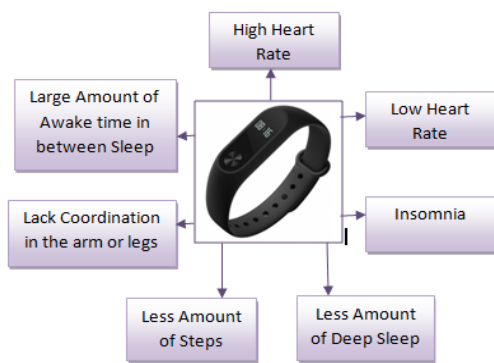 High Heart
Rate
Large Amount of
Awake time in
between Sleep
Low Heart
Rate
Lack Coordination
in the arm or legs
Insomnia
Less Amount
of Steps
Less Amount
of Deep Sleep